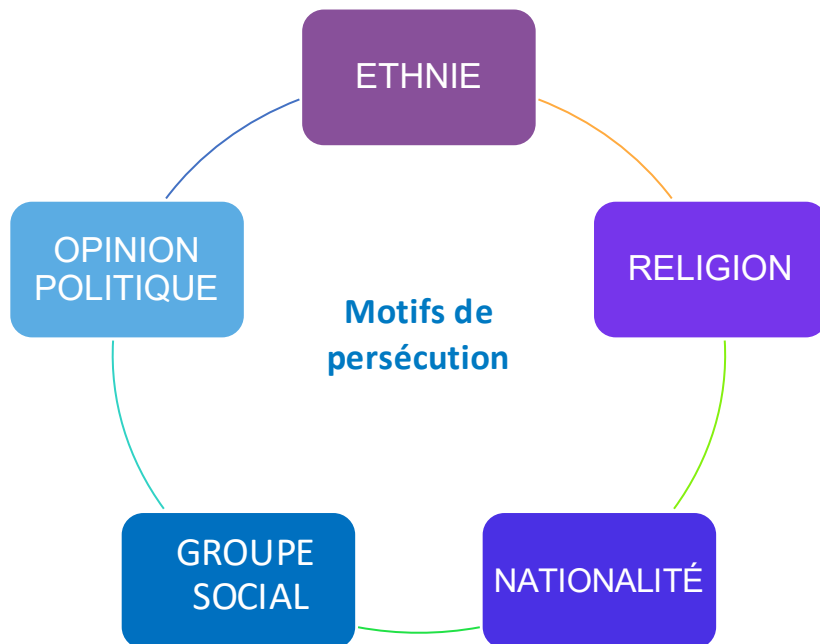 ETHNIE
OPINION
POLITIQUE
RELIGION
Motifs de
persécution
GROUPE
SOCIAL
NATIONALITÉ